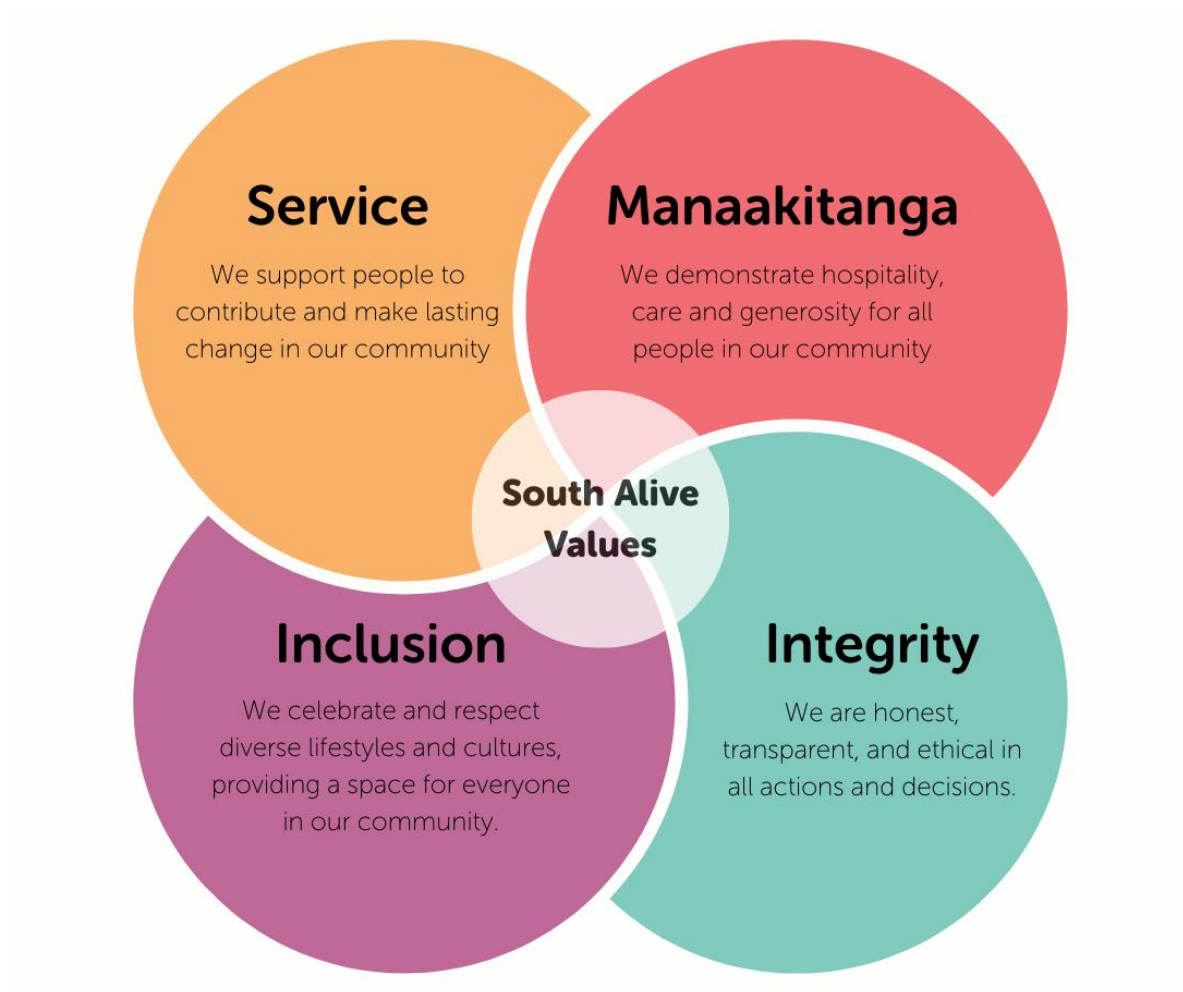 Service
We support people to
contribute and make lasting
change in our community
Manaakitanga
We demonstrate hospitality,
care and generosity for all
people in our community
South Alive
Values
Inclusion
We celebrate and respect
diverse lifestyles and cultures,
providing a space for everyone
in our community.
Integrity
We are honest,
transparent, and ethical in
all actions and decisions.